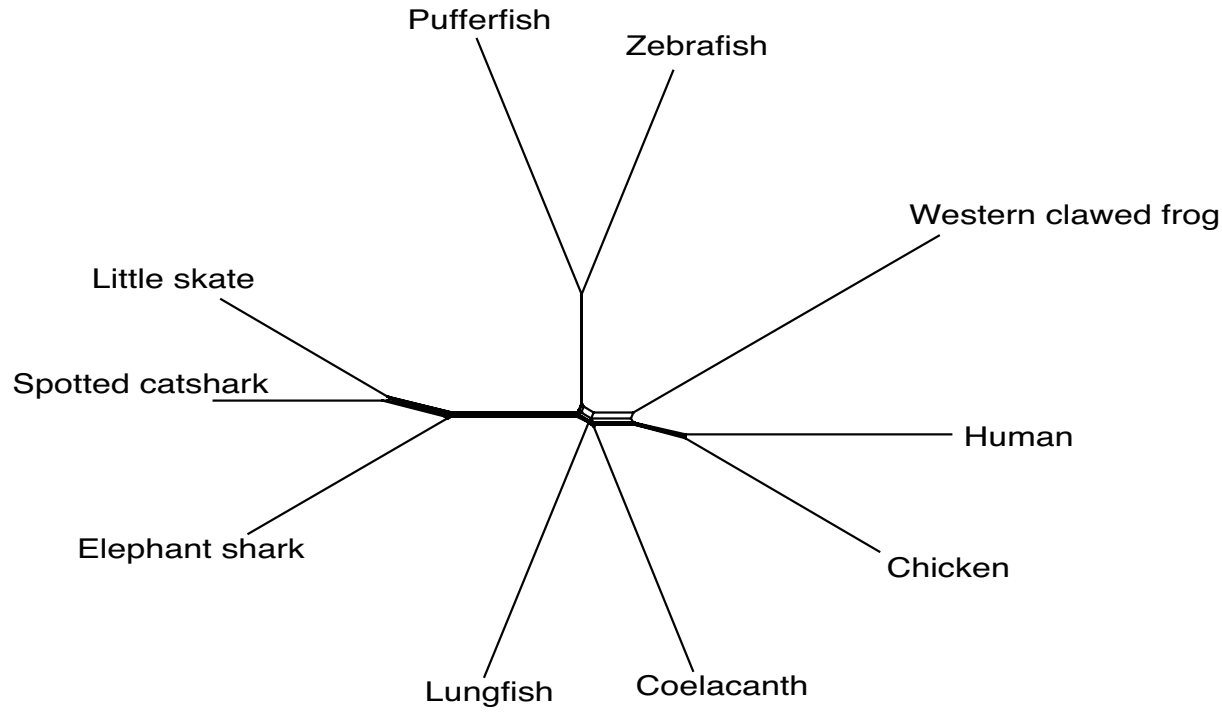 Pufferfish
Zebrafish
Western clawed frog
Little skate
Spotted catshark
Human
Elephant shark
Chicken
Lungfish
Coelacanth